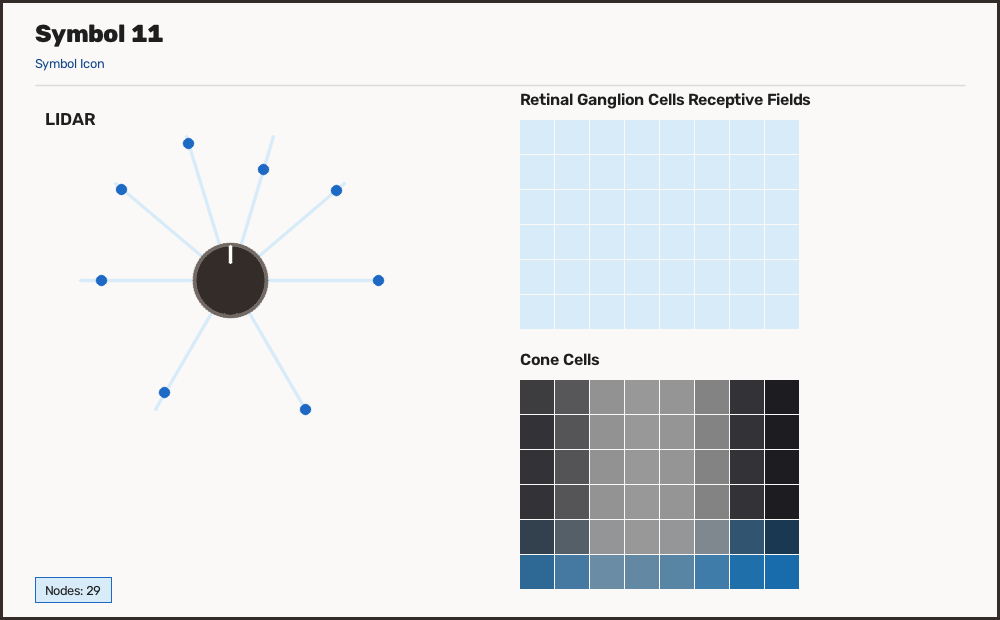 Symbol 11
Symbol Icon
LIDAR
Retinal Ganglion Cells Receptive Fields
Cone Cells
Nodes: 29